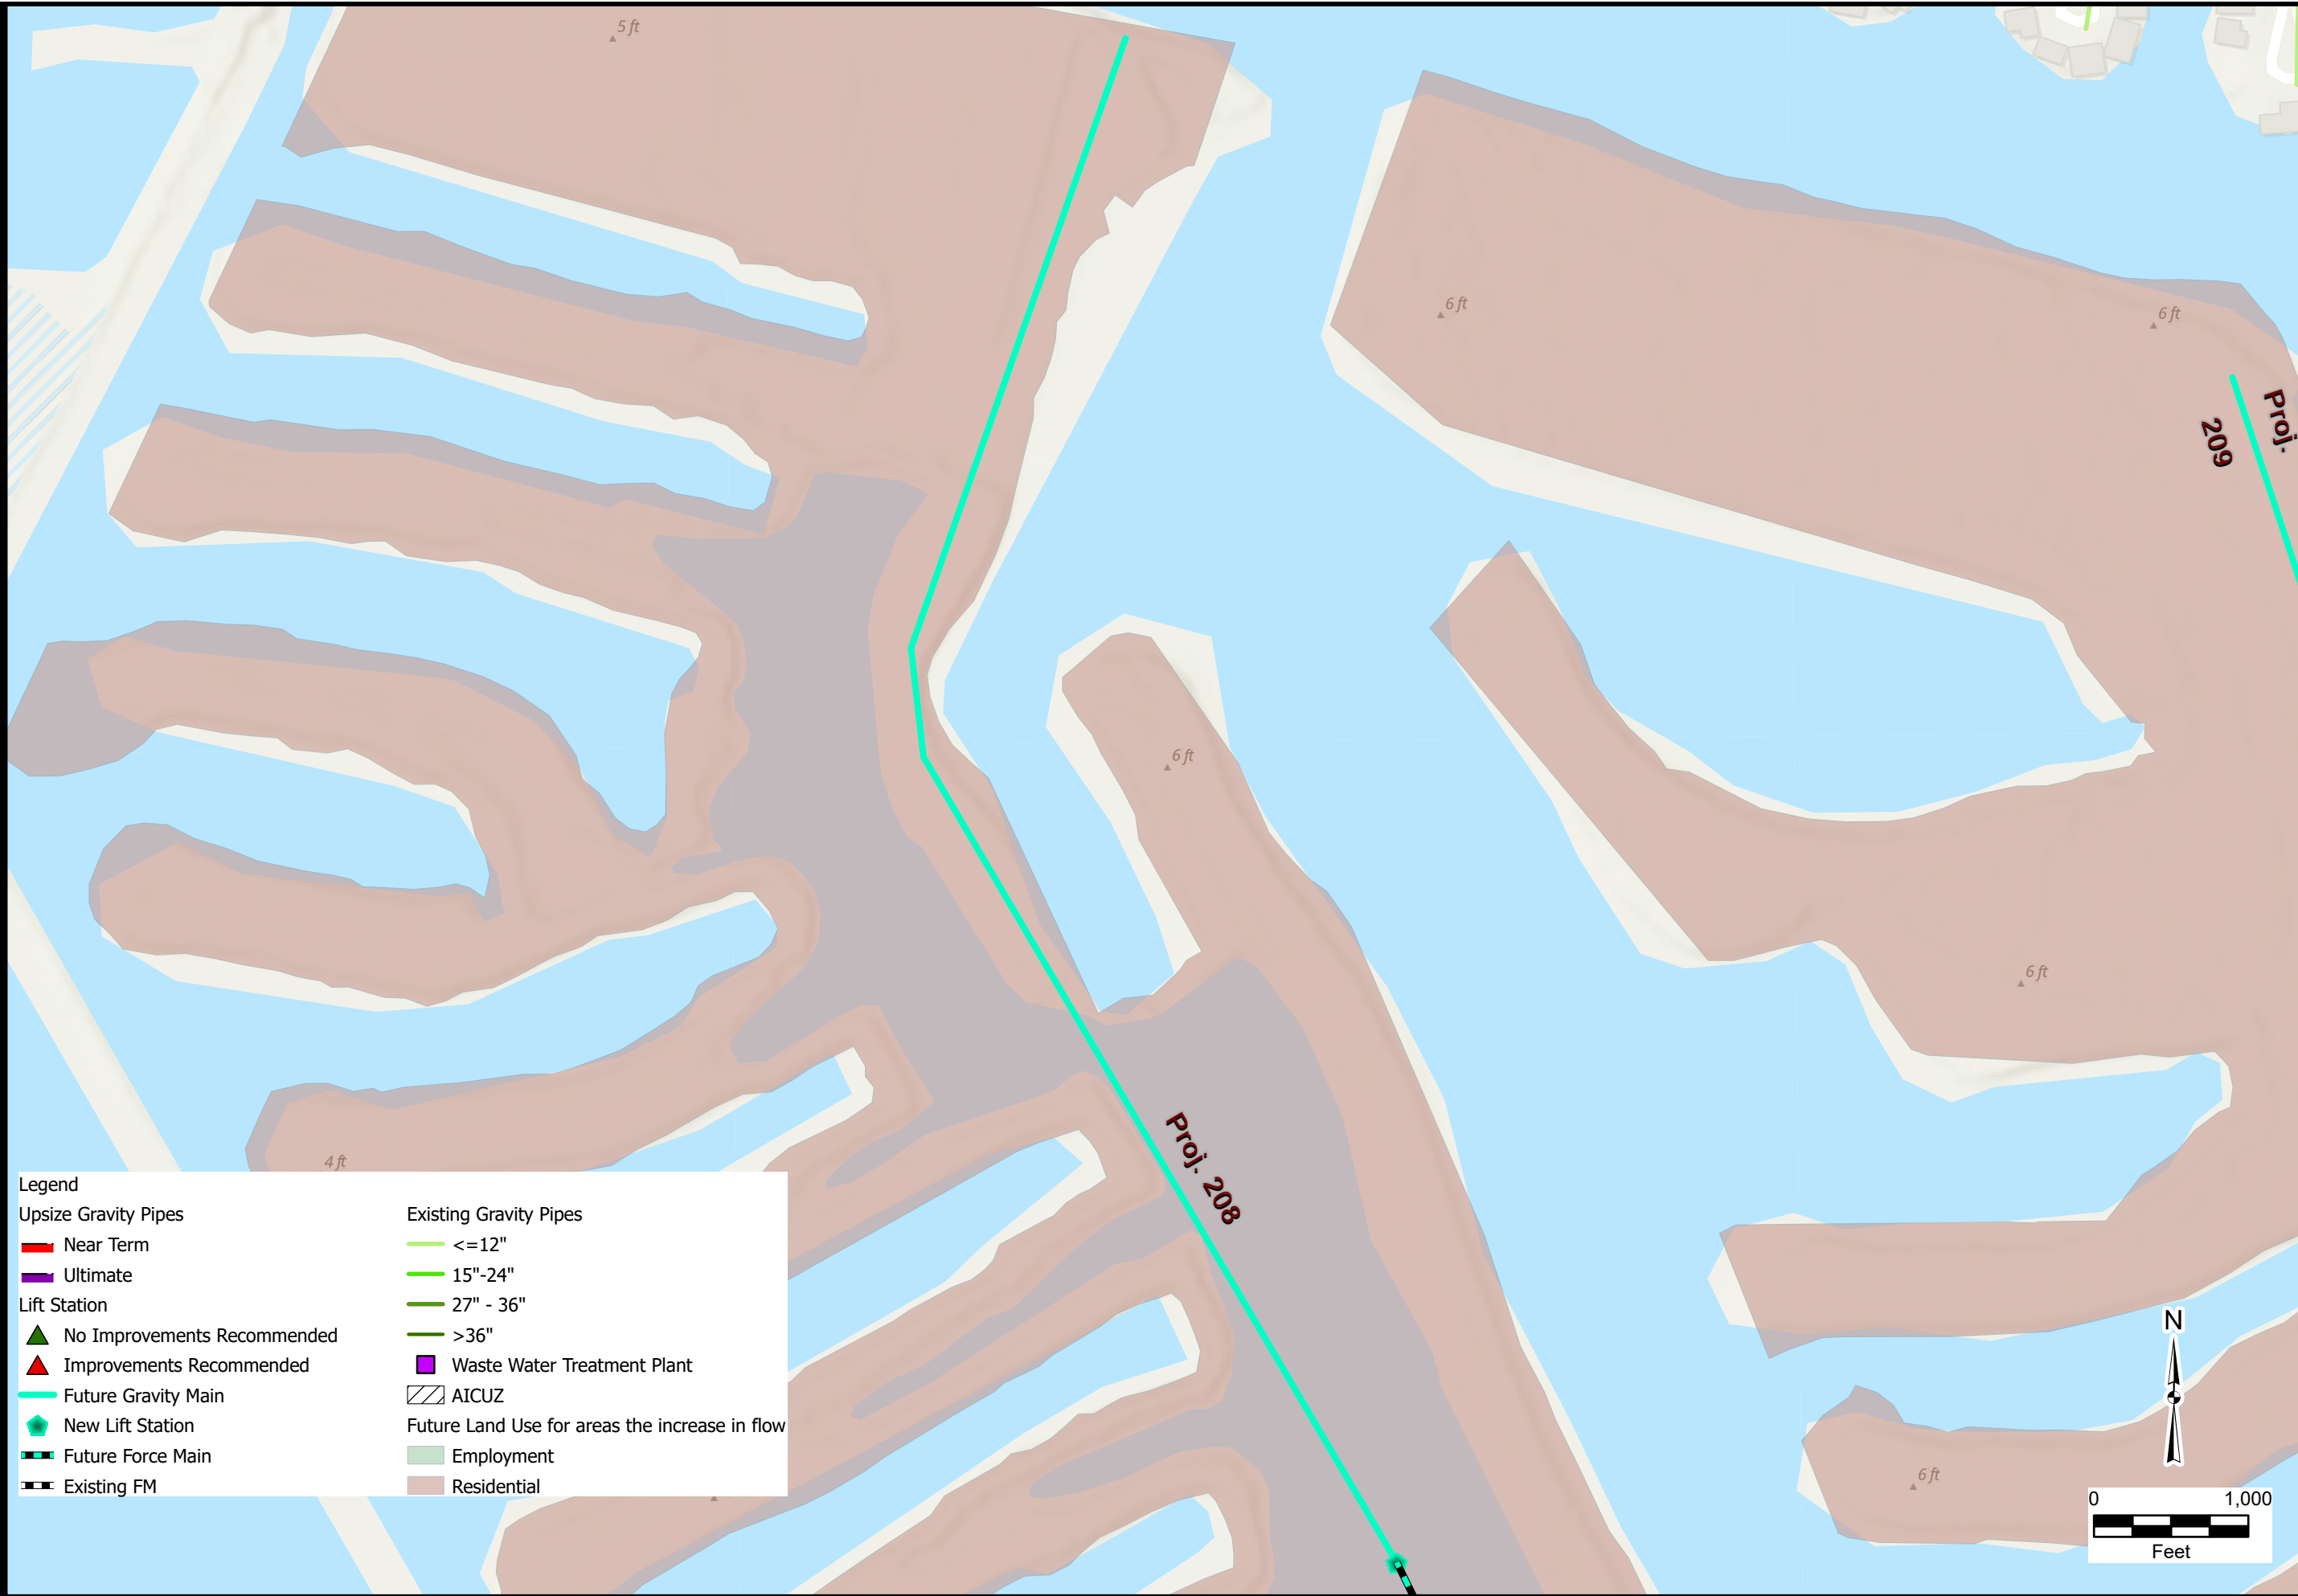 5 ft
6 ft
6 ft
Proj.
209
6 ft
6 ft
Proj. 208
4 ft
6 ft
Legend
Upsize Gravity Pipes
Near Term
Ultimate
Lift Station
No Improvements Recommended
Improvements Recommended
Future Gravity Main
New Lift Station
Future Force Main
Existing FM
Existing Gravity Pipes
<=12"
15"-24"
27" - 36"
>36"
Waste Water Treatment Plant
AICUZ
Future Land Use for areas the increase in flow
Employment
Residential
N
0 1,000
Feet